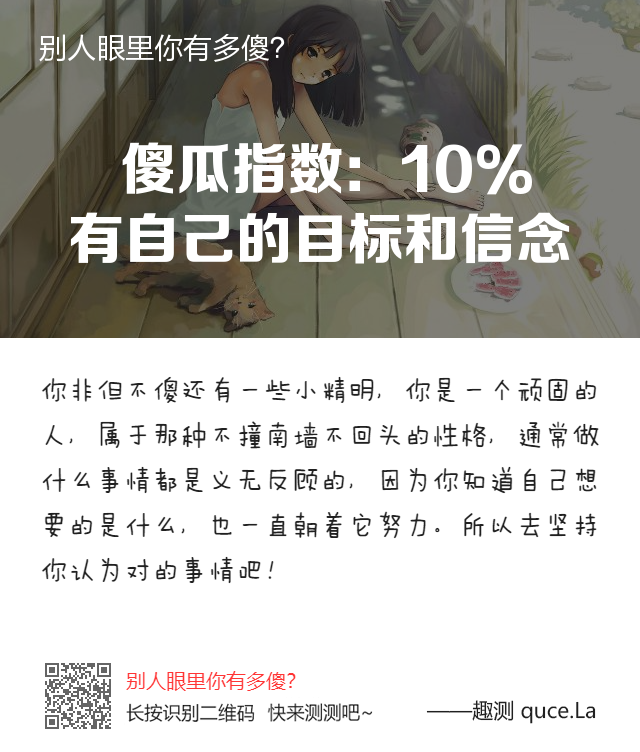 别人眼里你有多傻？
傻瓜指数：10%
有自己的目标和信念
你非但不傻还有一些小精明，你是一个顽固的
人，属于那种不撞南墙不回头的性格，通常做
什么事情都是义无反顾的，因为你知道自己想
要的是什么，也一直朝着它努力。所以去坚持
你认为对的事情吧！
别人眼里你有多傻？
长按识别二维码 快来测测吧~
——趣测 quce.La